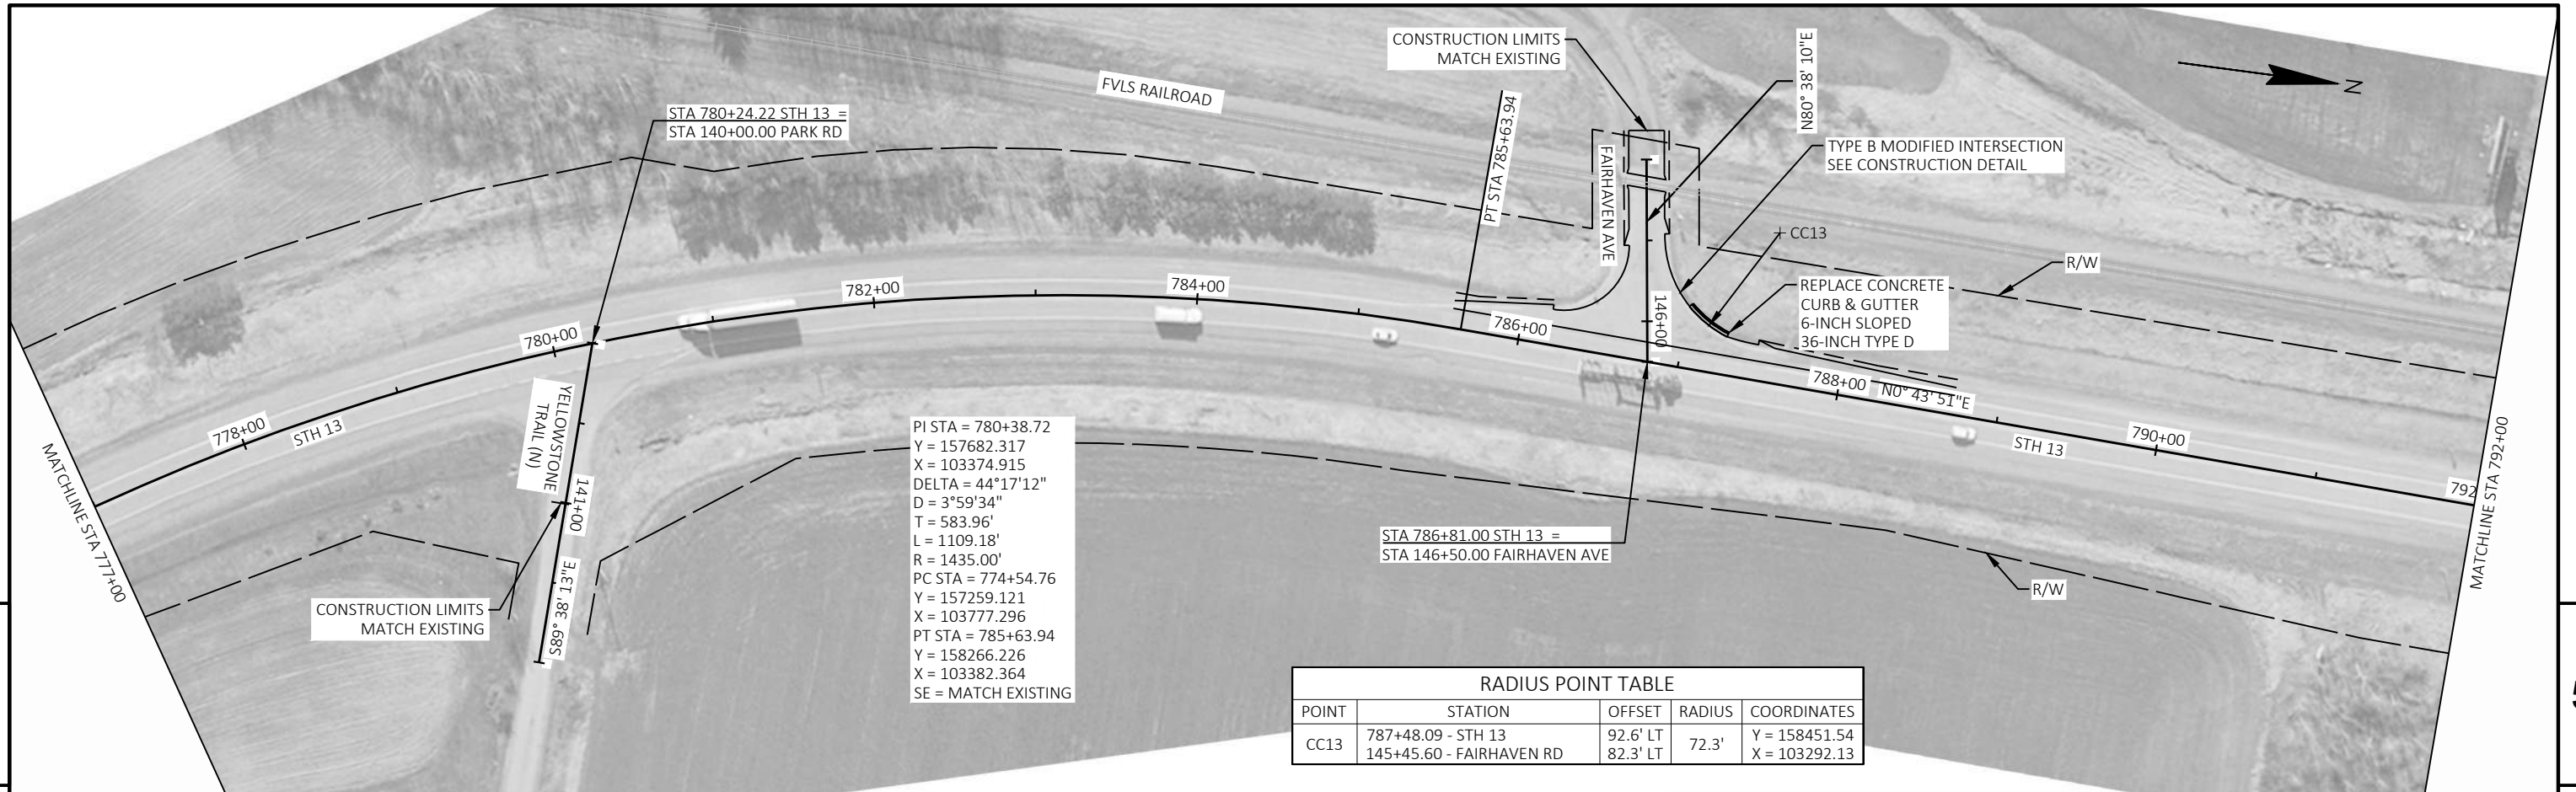 CONSTRUCTION LIMITS
MATCH EXISTING
N80° 38' 10"E
N
FVLS RAILROAD
STA 780+24.22 STH 13 =
STA 140+00.00 PARK RD
PT STA 785+63.94
FAIRHAVEN AVE
TYPE B MODIFIED INTERSECTION
SEE CONSTRUCTION DETAIL
CC13
R/W
REPLACE CONCRETE
CURB & GUTTER
6-INCH SLOPED
36-INCH TYPE D
778+00
780+00
782+00
784+00
786+00
146+00
788+00
N0° 43' 51"E
790+00
792
STH 13
STH 13
MATCHLINE STA 777+00
MATCHLINE STA 792+00
YELLOWSTONE
TRAIL (N)
141+00
S89° 38' 13"E
CONSTRUCTION LIMITS
MATCH EXISTING
PI STA = 780+38.72
Y = 157682.317
X = 103374.915
DELTA = 44°17'12"
D = 3°59'34"
T = 583.96'
L = 1109.18'
R = 1435.00'
PC STA = 774+54.76
Y = 157259.121
X = 103777.296
PT STA = 785+63.94
Y = 158266.226
X = 103382.364
SE = MATCH EXISTING
STA 786+81.00 STH 13 =
STA 146+50.00 FAIRHAVEN AVE
R/W
RADIUS POINT TABLE
POINT STATION OFFSET RADIUS COORDINATES
CC13 787+48.09 - STH 13 92.6' LT 72.3' Y = 158451.54
145+45.60 - FAIRHAVEN RD 82.3' LT X = 103292.13